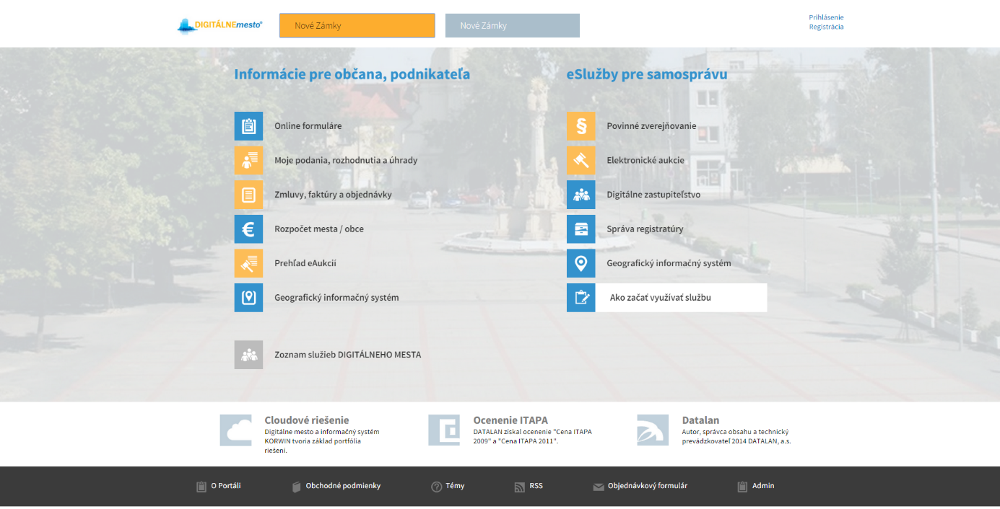 DIGITÁLNEmesto®
Nové Zámky
Nové Zámky
Prihlásenie
Registrácia
Informácie pre občana, podnikateľa
Online formuláre
Moje podania, rozhodnutia a úhrady
Zmluvy, faktúry a objednávky
€
Rozpočet mesta / obce
Prehľad eAukcií
Geografický informačný systém
Zoznam služieb DIGITÁLNEHO MESTA
eSlužby pre samosprávu
§
Povinné zverejňovanie
Elektronické aukcie
Digitálne zastupiteľstvo
Správa registratúry
Geografický informačný systém
Ako začať využívať službu
Cloudové riešenie
Digitálne mesto a informačný systém
KORWIN tvoria základ portfólia
riešení.
Ocenenie ITAPA
DATALAN získal ocenenie "Cena ITAPA
2009" a "Cena ITAPA 2011".
Datalan
Autor, správca obsahu a technický
prevádzkovateľ 2014 DATALAN, a.s.
O Portáli
Obchodné podmienky
Témy
RSS
Objednávkový formulár
Admin